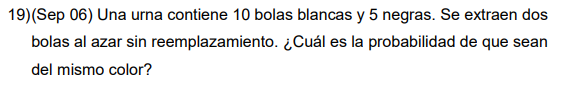 19)(Sep 06) Una urna contiene 10 bolas blancas y 5 negras. Se extraen dos
bolas al azar sin reemplazamiento. ¿Cuál es la probabilidad de que sean
del mismo color?